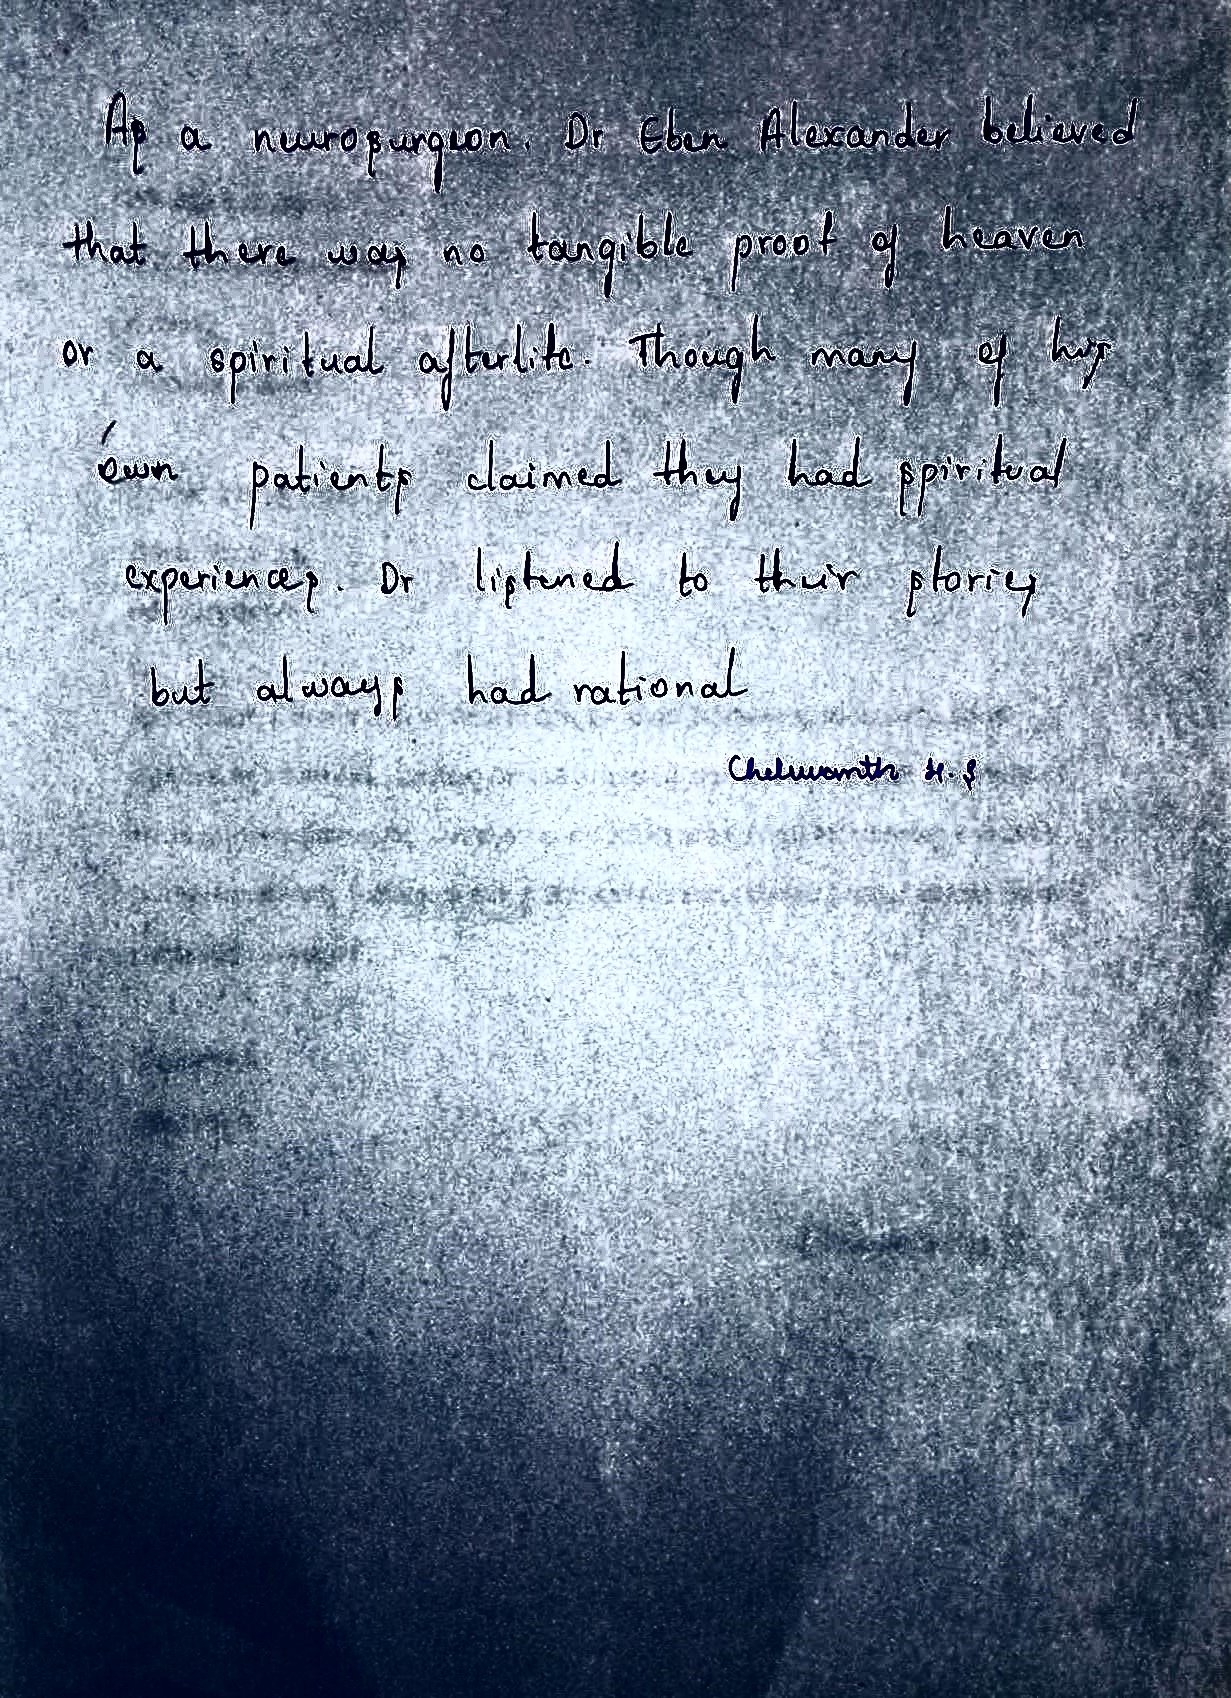 As a neurosurgeon. Dr Eben Alexander believed
that there was no tangible proof of heaven
or a spiritual afterlife. Though many of his
own patients claimed they had spiritual
experiences. Dr listened to their stories
but always had rational
H.S